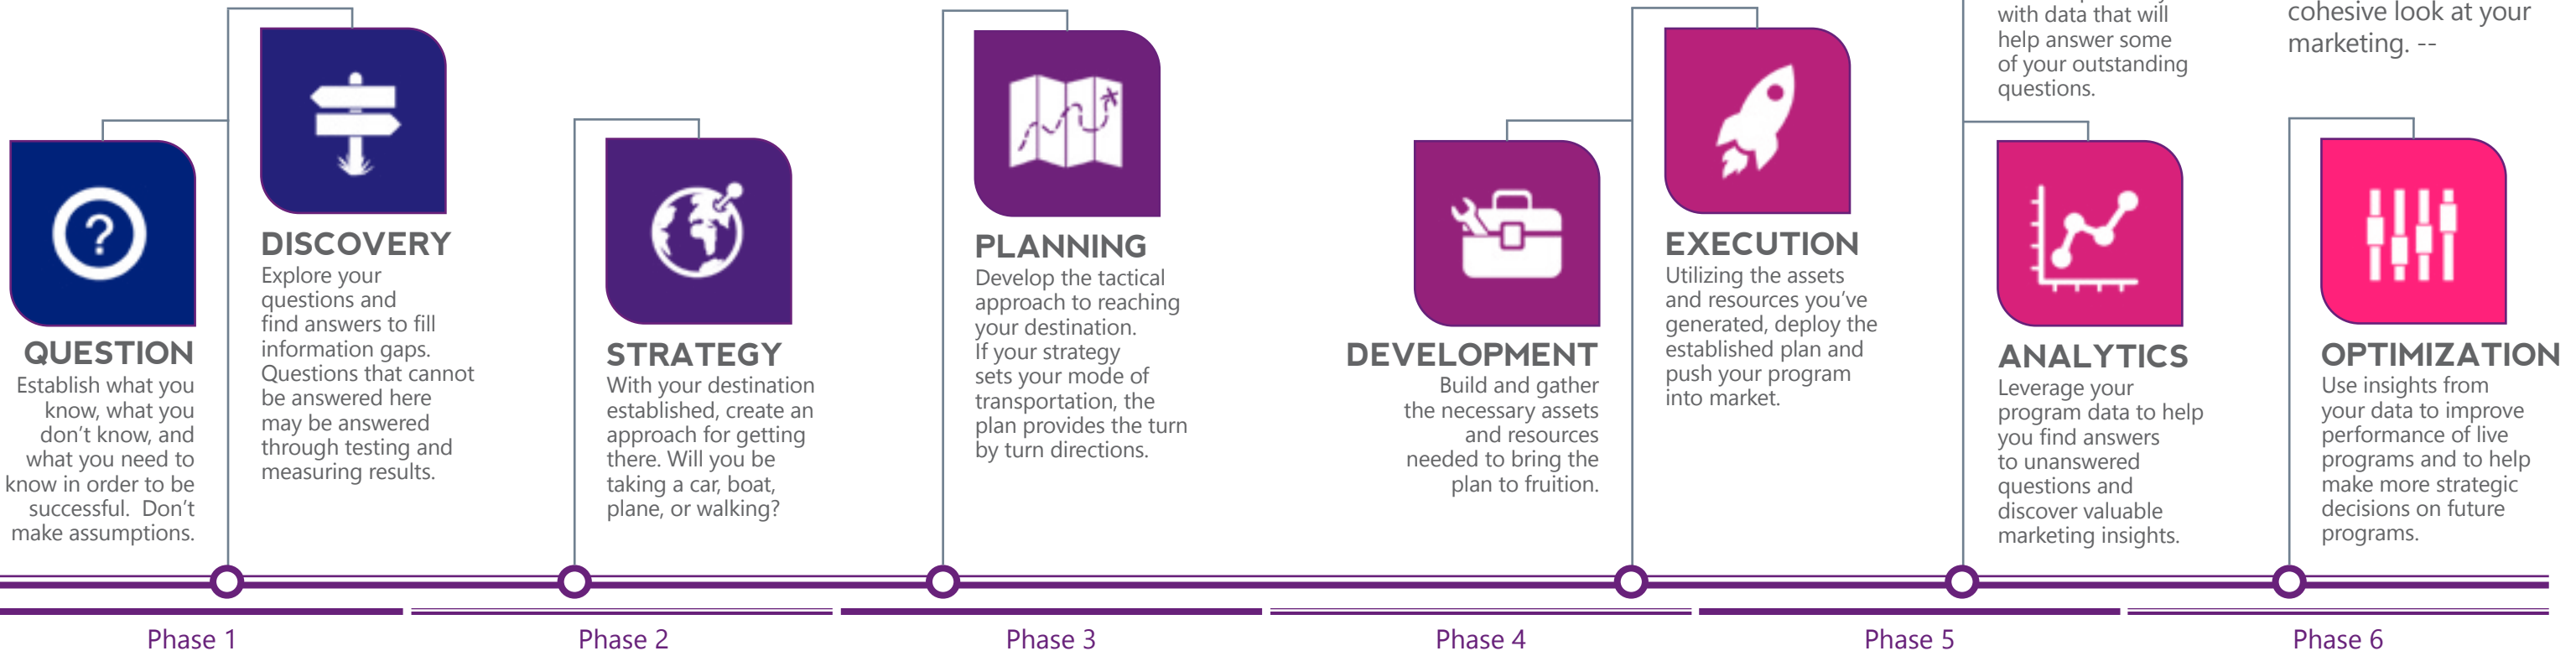 QUESTION
Establish what you
know, what you
don't know, and
what you need to
know in order to be
successful.  Don't
make assumptions.
DISCOVERY
Explore your
questions and
find answers to fill
information gaps.
Questions that cannot
be answered here
may be answered
through testing and
measuring results.
STRATEGY
With your destination
established, create an
approach for getting
there. Will you be
taking a car, boat,
plane, or walking?
PLANNING
Develop the tactical
approach to reaching
your destination.
If your strategy
sets your mode of
transportation, the
plan provides the turn
by turn directions.
DEVELOPMENT
Build and gather
the necessary assets
and resources
needed to bring the
plan to fruition.
EXECUTION
Utilizing the assets
and resources you've
generated, deploy the
established plan and
push your program
into market.
with data that will
help answer some
of your outstanding
questions.
ANALYTICS
Leverage your
program data to help
you find answers
to unanswered
questions and
discover valuable
marketing insights.
cohesive look at your
marketing. --
OPTIMIZATION
Use insights from
your data to improve
performance of live
programs and to help
make more strategic
decisions on future
programs.
?
Phase 1
Phase 2
Phase 3
Phase 4
Phase 5
Phase 6